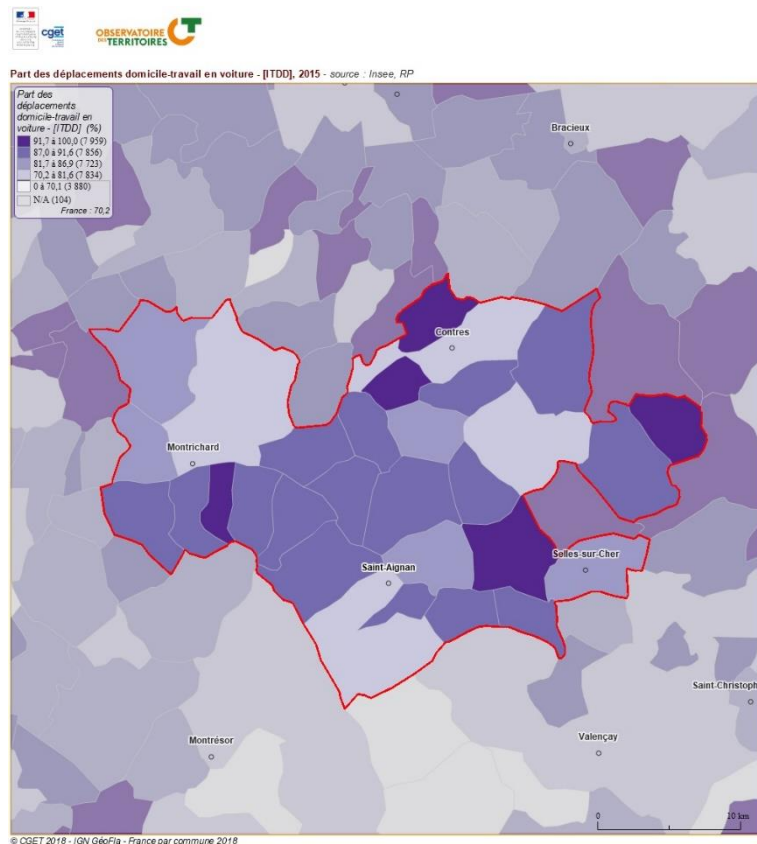 cget
OBSERVATOIRE
DES TERRITOIRES
Part des déplacements domicile-travail en voiture - [ITDD], 2015 - source : Insee, RP
Part des
déplacements
domicile-travail en
voiture - [ITDD] (%)
91,7 à 100,0 (7 959)
87,0 à 91,6 (7 856)
81,7 à 86,9 (7 723)
70,2 à 81,6 (7 834)
0 à 70,1 (3 880)
N/A (104)
France : 70,2
Bracieux
Contres
Montrichard
Selles-sur-Cher
Saint-Aignan
Saint-Christoph
Montrésor
Valençay
0 10 km
© CGET 2018 - IGN GéoFla - France par commune 2018